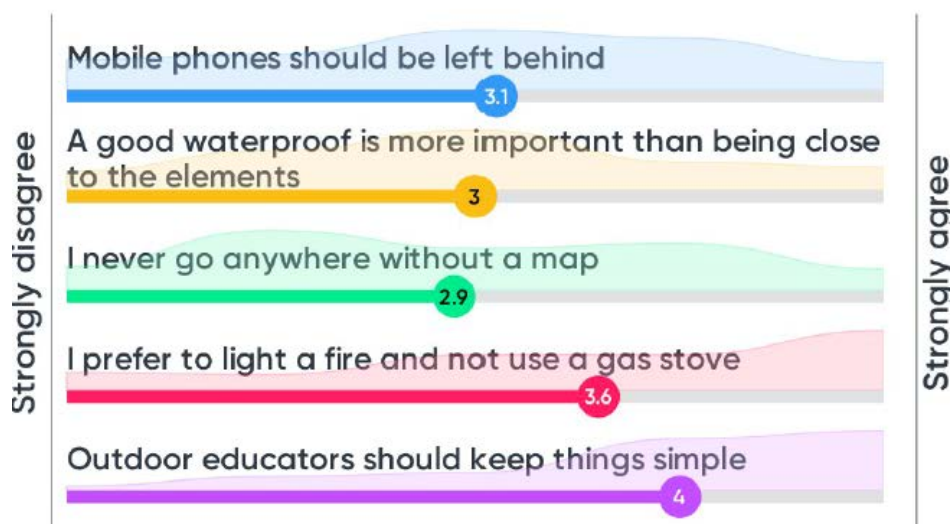 Strongly disagree
Mobile phones should be left behind
3.1
A good waterproof is more important than being close
to the elements
3
I never go anywhere without a map
2.9
I prefer to light a fire and not use a gas stove
3.6
Outdoor educators should keep things simple
4
Strongly agree